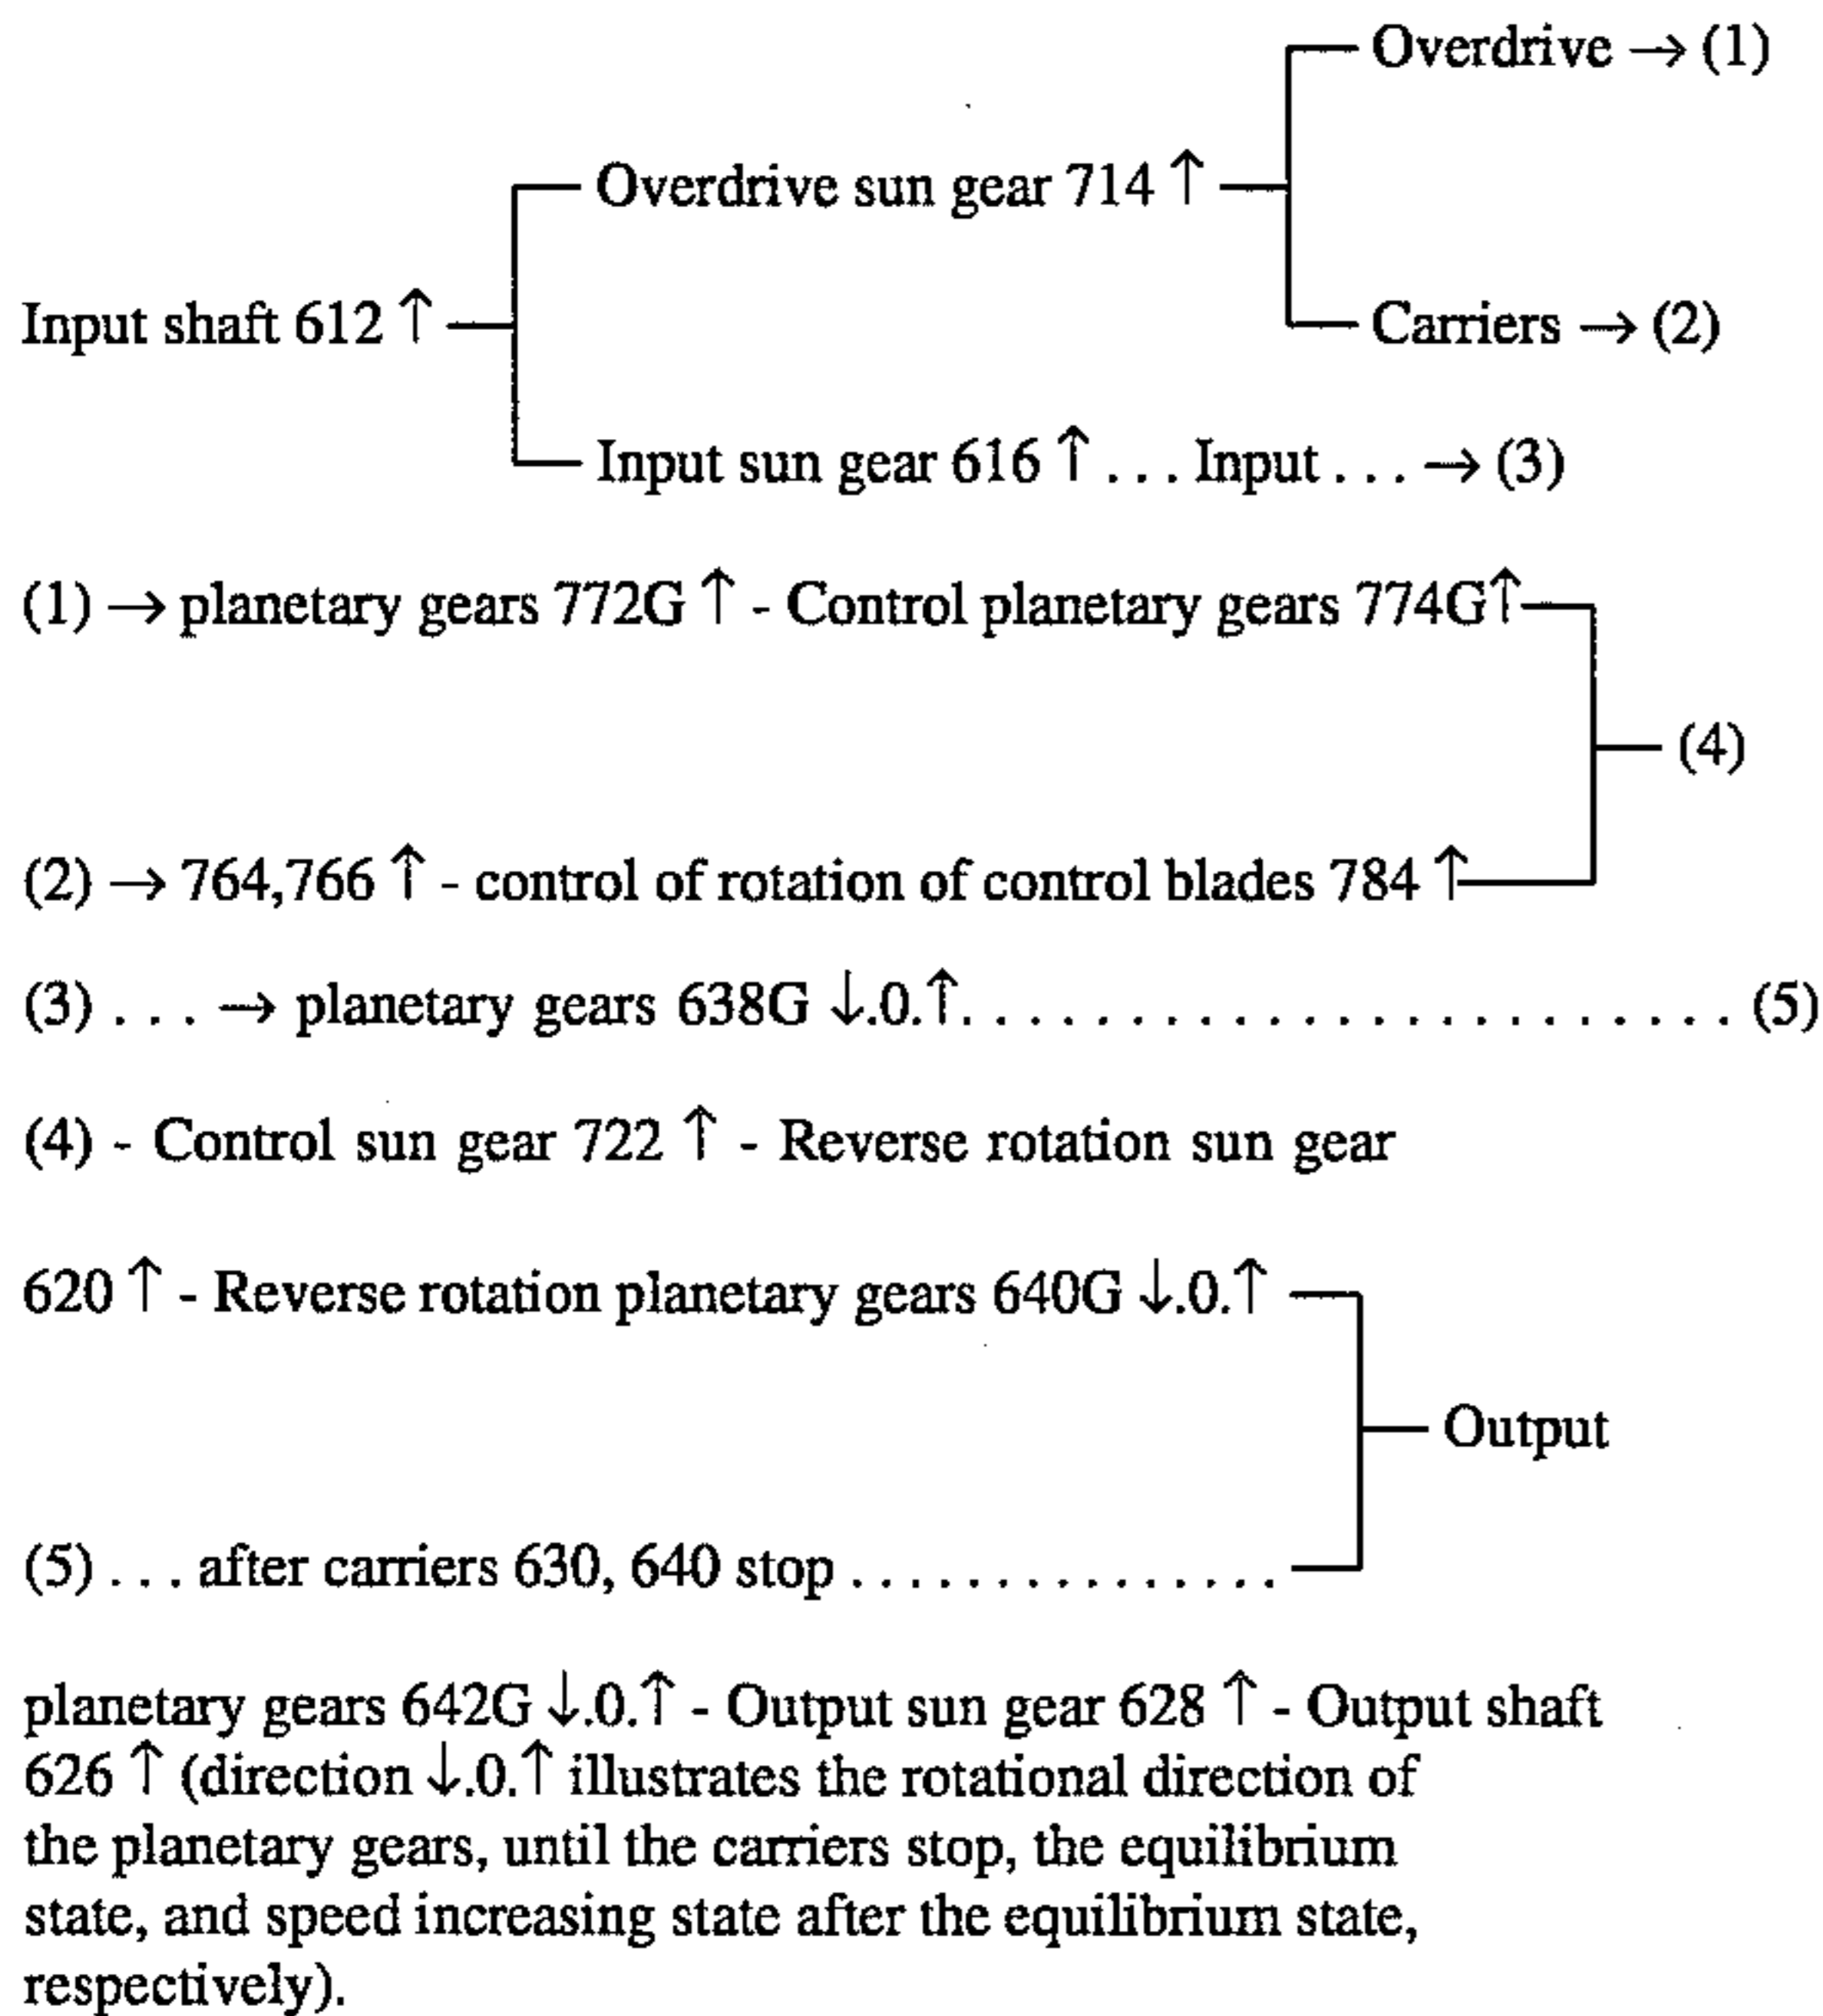 Overdrive → (1)
Overdrive sun gear 714 ↑
Input shaft 612 ↑
Carriers → (2)
Input sun gear 616 ↑ . . . Input . . . → (3)
(1) → planetary gears 772G ↑ - Control planetary gears 774G↑
(4)
(2) → 764,766 ↑ - control of rotation of control blades 784 ↑
(3) . . . → planetary gears 638G ↓.0.↑. . . . . . . . . . . . . . . . . . . . . . . (5)
(4) - Control sun gear 722 ↑ - Reverse rotation sun gear
620 ↑ - Reverse rotation planetary gears 640G ↓.0.↑
Output
(5) . . . after carriers 630, 640 stop . . . . . . . . . . . . . . .
planetary gears 642G ↓.0.↑ - Output sun gear 628 ↑ - Output shaft
626 ↑ (direction ↓.0.↑ illustrates the rotational direction of
the planetary gears, until the carriers stop, the equilibrium
state, and speed increasing state after the equilibrium state,
respectively).